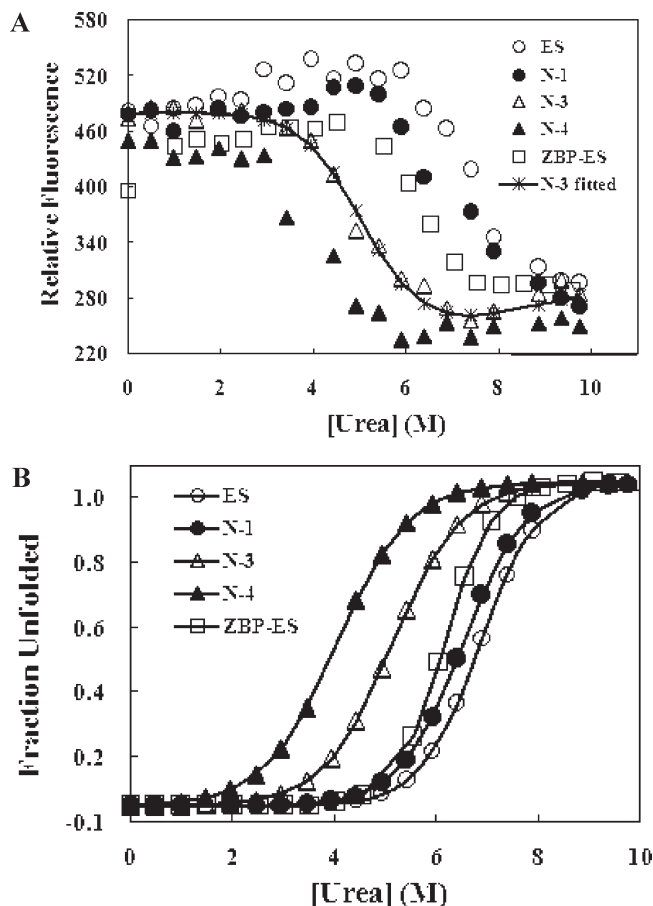 A
580
520
460
400
340
280
220
Relative Fluorescence
ES
N-1
N-3
N-4
ZBP-ES
N-3 fitted
0 2 4 6 8 10
[Urea] (M)
B
1.0
0.8
0.6
0.4
0.2
-0.1
Fraction Unfolded
ES
N-1
N-3
N-4
ZBP-ES
0 2 4 6 8 10
[Urea] (M)